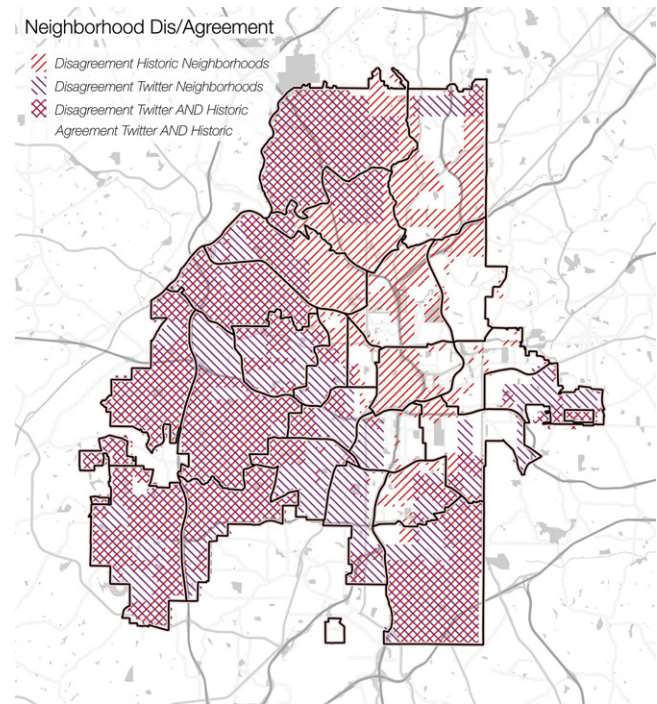 Neighborhood Dis/Agreement
Disagreement Historic Neighborhoods
Disagreement Twitter Neighborhoods
Disagreement Twitter AND Historic
Agreement Twitter AND Historic